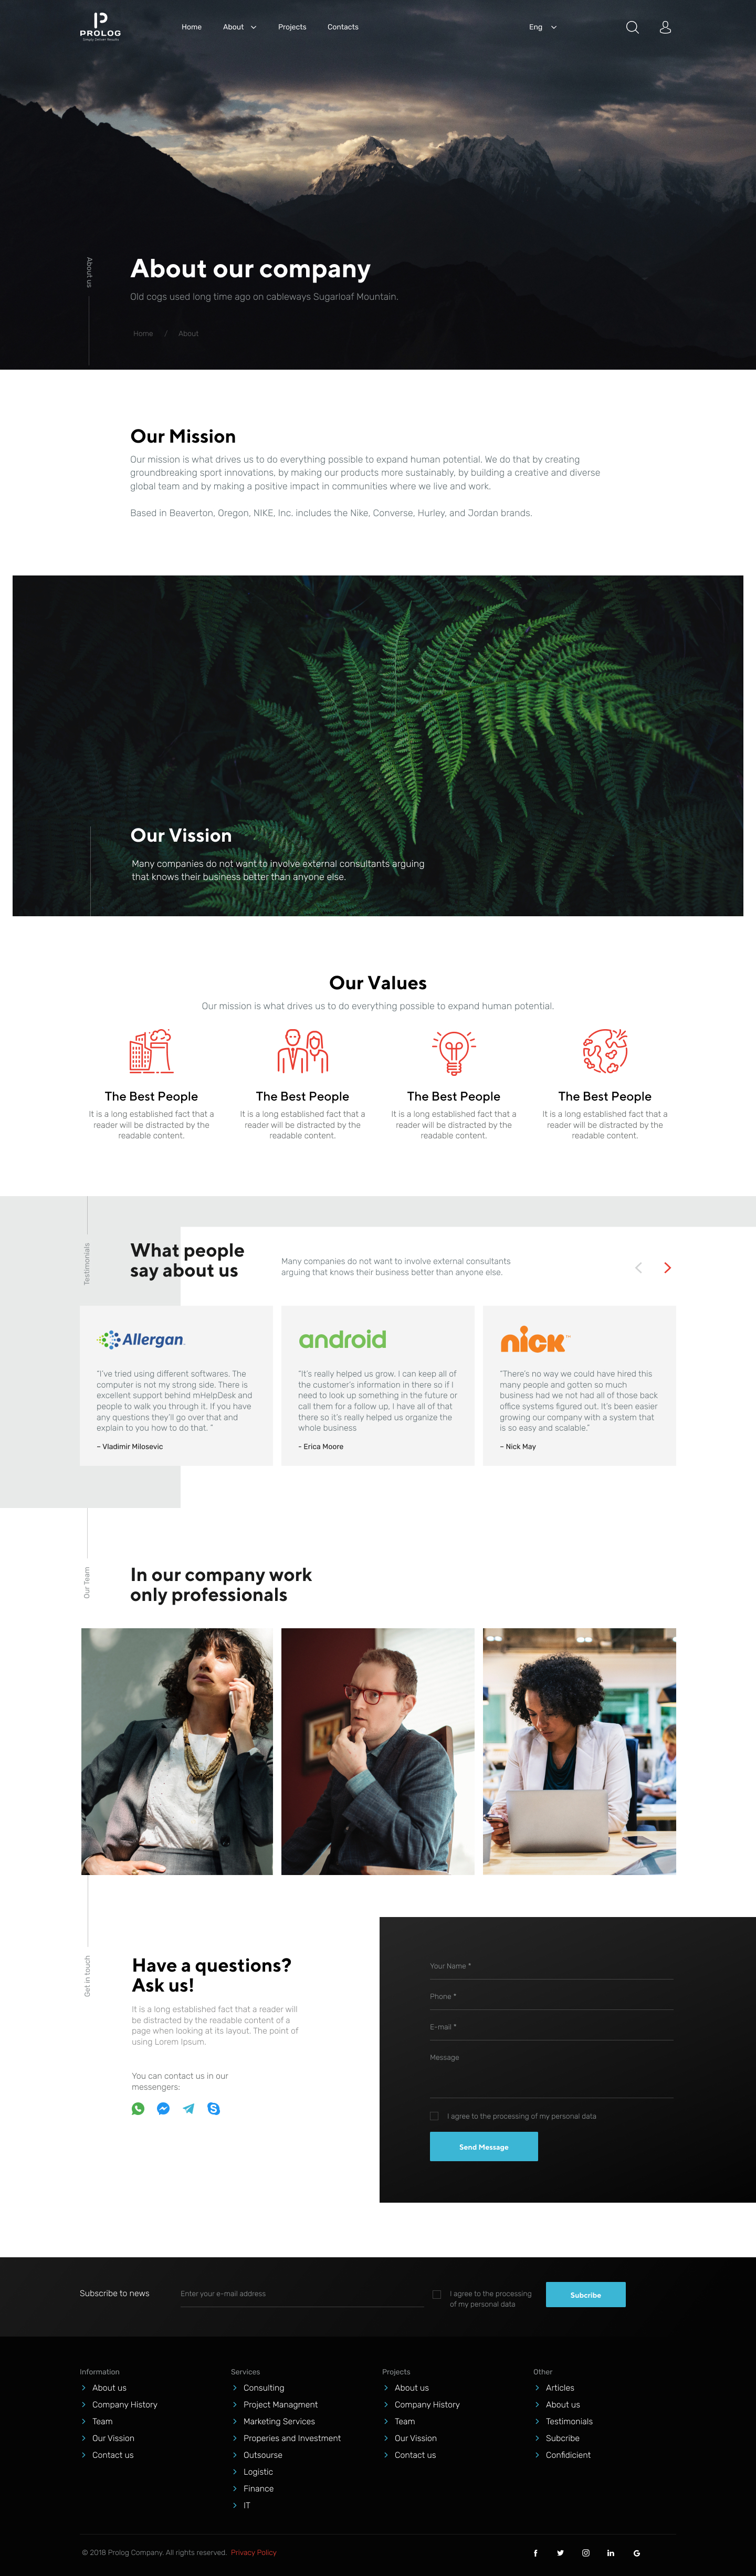 PROLOG
Simply Deliver Results
Home
About
Projects
Contacts
Eng
About us
About our company
Old cogs used long time ago on cableways Sugarloaf Mountain.
Home / About
Our Mission
Our mission is what drives us to do everything possible to expand human potential. We do that by creating
groundbreaking sport innovations, by making our products more sustainably, by building a creative and diverse
global team and by making a positive impact in communities where we live and work.
Based in Beaverton, Oregon, NIKE, Inc. includes the Nike, Converse, Hurley, and Jordan brands.
Our Vission
Many companies do not want to involve external consultants arguing
that knows their business better than anyone else.
Our Values
Our mission is what drives us to do everything possible to expand human potential.
The Best People
It is a long established fact that a
reader will be distracted by the
readable content.
The Best People
It is a long established fact that a
reader will be distracted by the
readable content.
The Best People
It is a long established fact that a
reader will be distracted by the
readable content.
The Best People
It is a long established fact that a
reader will be distracted by the
readable content.
Testimonials
What people
say about us
Many companies do not want to involve external consultants
arguing that knows their business better than anyone else.
Allergan
"I've tried using different softwares. The
computer is not my strong side. There is
excellent support behind mHelpDesk and
people to walk you through it. If you have
any questions they'll go over that and
explain to you how to do that. "
– Vladimir Milosevic
android
"It's really helped us grow. I can keep all of
the customer's information in there so if I
need to look up something in the future or
call them for a follow up, I have all of that
there so it's really helped us organize the
whole business
- Erica Moore
nick™
"There's no way we could have hired this
many people and gotten so much
business had we not had all of those back
office systems figured out. It's been easier
growing our company with a system that
is so easy and scalable."
– Nick May
Our Team
In our company work
only professionals
Get in touch
Have a questions?
Ask us!
It is a long established fact that a reader will
be distracted by the readable content of a
page when looking at its layout. The point of
using Lorem Ipsum.
You can contact us in our
messengers:
Your Name *
Phone *
E-mail *
Message
I agree to the processing of my personal data
Send Message
Subscribe to news
Enter your e-mail address
I agree to the processing
of my personal data
Subcribe
Information
About us
Company History
Team
Our Vission
Contact us
Services
Consulting
Project Managment
Marketing Services
Properies and Investment
Outsourse
Logistic
Finance
IT
Projects
About us
Company History
Team
Our Vission
Contact us
Other
Articles
About us
Testimonials
Subcribe
Confidicient
© 2018 Prolog Company. All rights reserved. Privacy Policy